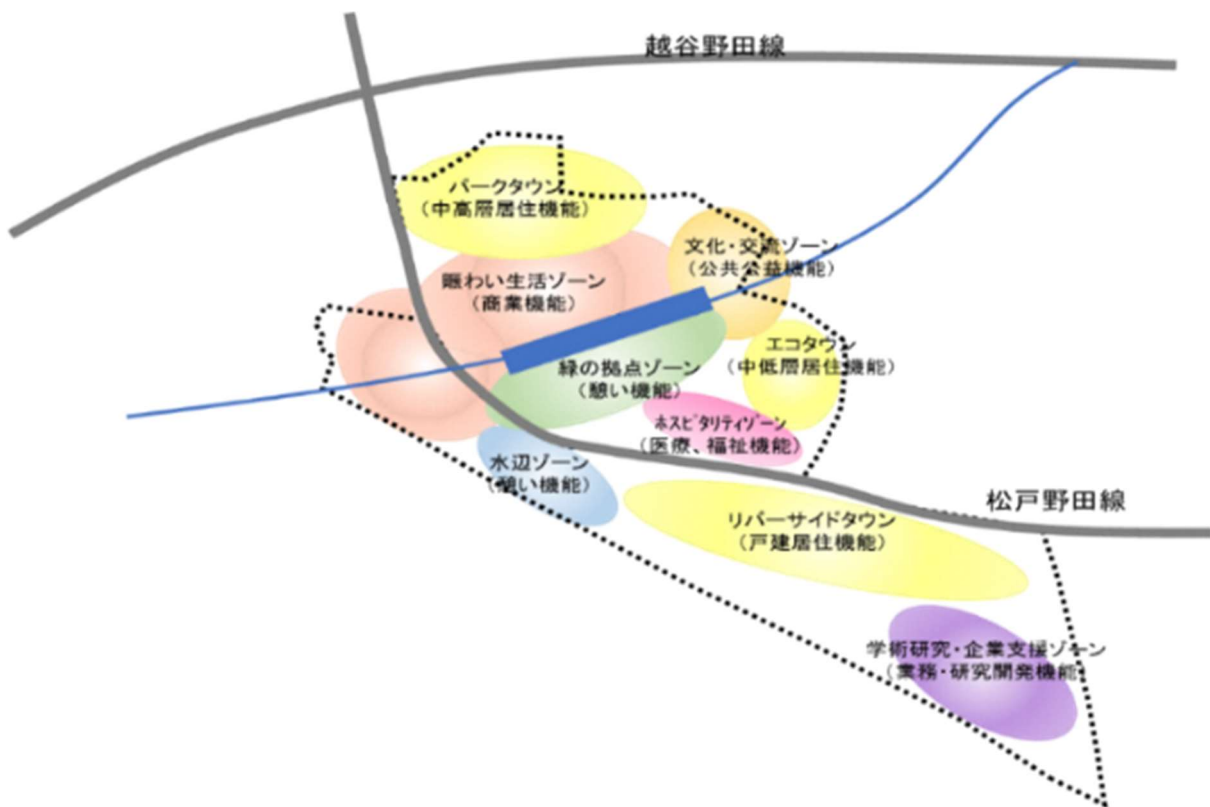 越谷野田線
パークタウン
（中高層居住機能）
文化・交流ゾーン
（公共公益機能）
賑わい生活ゾーン
（商業機能）
エコタウン
（中低層居住機能）
緑の拠点ゾーン
（憩い機能）
ﾎｽﾋﾟﾀﾘﾃｨｿﾞｰﾝ
（医療、福祉機能）
水辺ゾーン
（憩い機能）
松戸野田線
リバーサイドタウン
（戸建居住機能）
学術研究・企業支援ゾーン
（業務・研究開発機能）